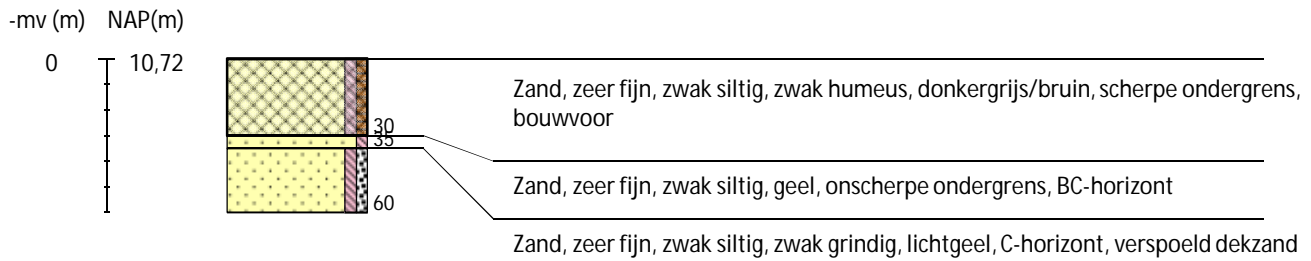 -mv (m) NAP(m)
0 10,72
Zand, zeer fijn, zwak siltig, zwak humeus, donkergrijs/bruin, scherpe ondergrens,
bouwvoor
30
35
Zand, zeer fijn, zwak siltig, geel, onscherpe ondergrens, BC-horizont
60
Zand, zeer fijn, zwak siltig, zwak grindig, lichtgeel, C-horizont, verspoeld dekzand